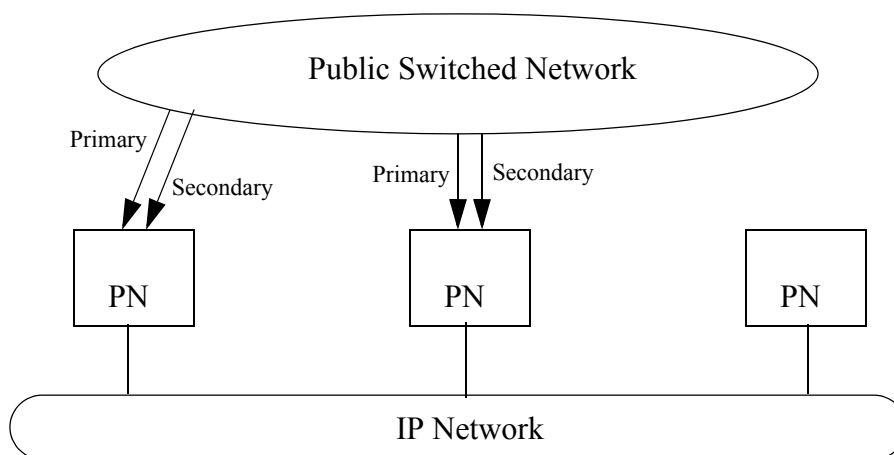 Public Switched Network
Primary
Secondary
Primary
Secondary
PN
PN
PN
IP Network